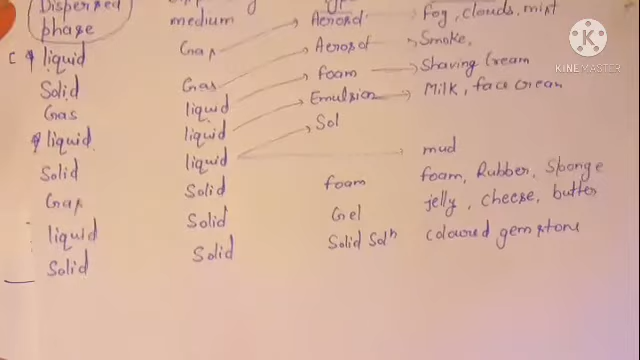 Dispersed
phase medium Aerosol Fog, clouds, mist
liquid Gas Aerosol Smoke,
Solid Gas foam Shaving Cream
Gas liquid Emulsion Milk, face cream
liquid liquid Sol
Solid liquid mud
Gas Solid foam foam, Rubber, Sponge
liquid Solid Gel jelly, cheese, butter
Solid Solid Solid Solⁿ coloured gemstone
Made with
KINEMASTER